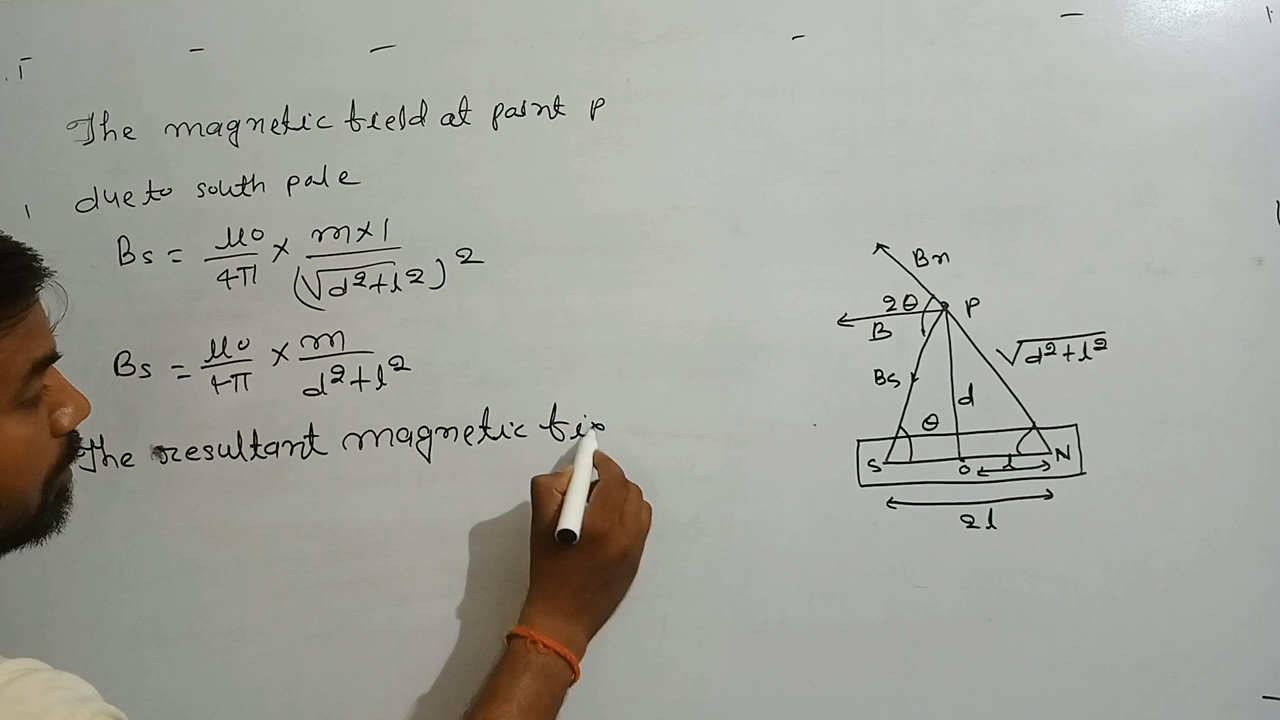 The magnetic field at point P
due to south pole
Bs = μ0/4π × m×1/(√d²+l²)²
Bs = μ0/4π × m/d²+l²
The resultant magnetic fi
Bn
2θ
P
B
√d²+l²
Bs
d
θ
S
O
l
N
2l